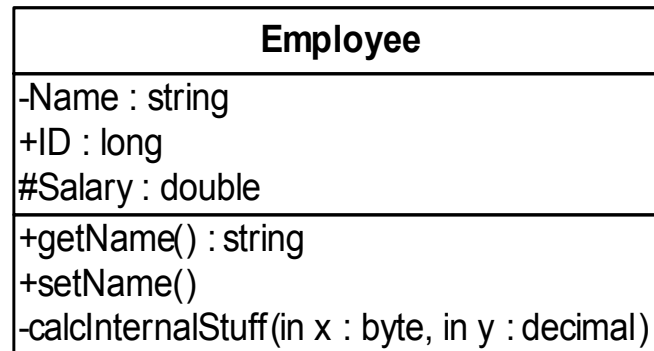 Employee
-Name : string
+ID : long
#Salary : double
+getName() : string
+setName()
-calcInternalStuff(in x : byte, in y : decimal)